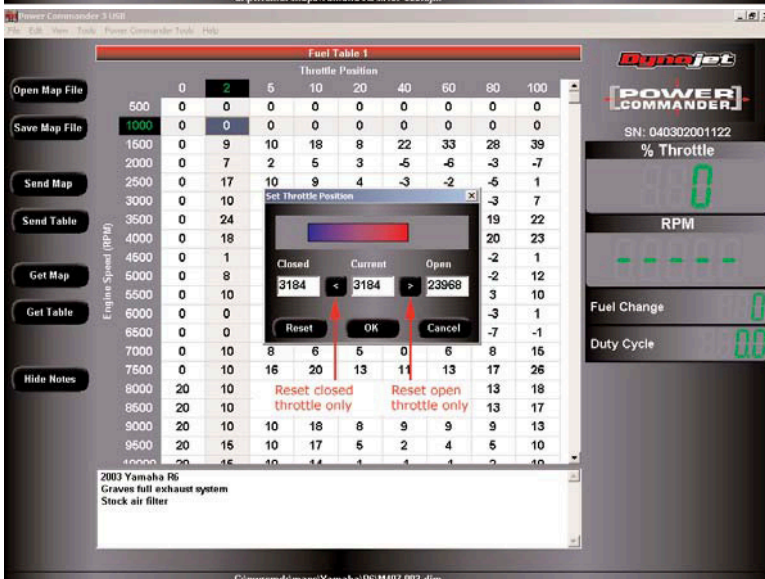 Power Commander 3 USB
File Edit View Tools Power Commander Tools Help
Fuel Table 1
Throttle Position
Open Map File
Save Map File
Send Map
Send Table
Get Map
Get Table
Hide Notes
Engine Speed (RPM)
0 2 5 10 20 40 60 80 100
500 0 0 0 0 0 0 0 0 0
1000 0 0 0 0 0 0 0 0 0
1500 0 9 10 18 8 22 33 28 39
2000 0 7 2 5 3 -5 -6 -3 -7
2500 0 17 10 9 4 -3 -2 -5 1
3000 0 10 -3 7
3500 0 24 19 22
4000 0 18 20 23
4500 0 1 -2 1
5000 0 8 -2 12
5500 0 10 3 10
6000 0 0 -3 1
6500 0 0 -7 -1
7000 0 10 8 6 5 0 6 8 15
7500 0 10 16 20 13 11 13 17 26
8000 20 10 13 18
8500 20 10 13 17
9000 20 10 10 18 8 9 9 9 13
9500 20 15 10 17 5 2 4 5 10
Set Throttle Position
Closed Current Open
3184 < 3184 > 23968
Reset OK Cancel
Reset closed
throttle only
Reset open
throttle only
Dynojet
POWER
COMMANDER
SN: 040302001122
% Throttle
0
RPM
- - - - -
Fuel Change 0
Duty Cycle 0.0
2003 Yamaha R6
Graves full exhaust system
Stock air filter